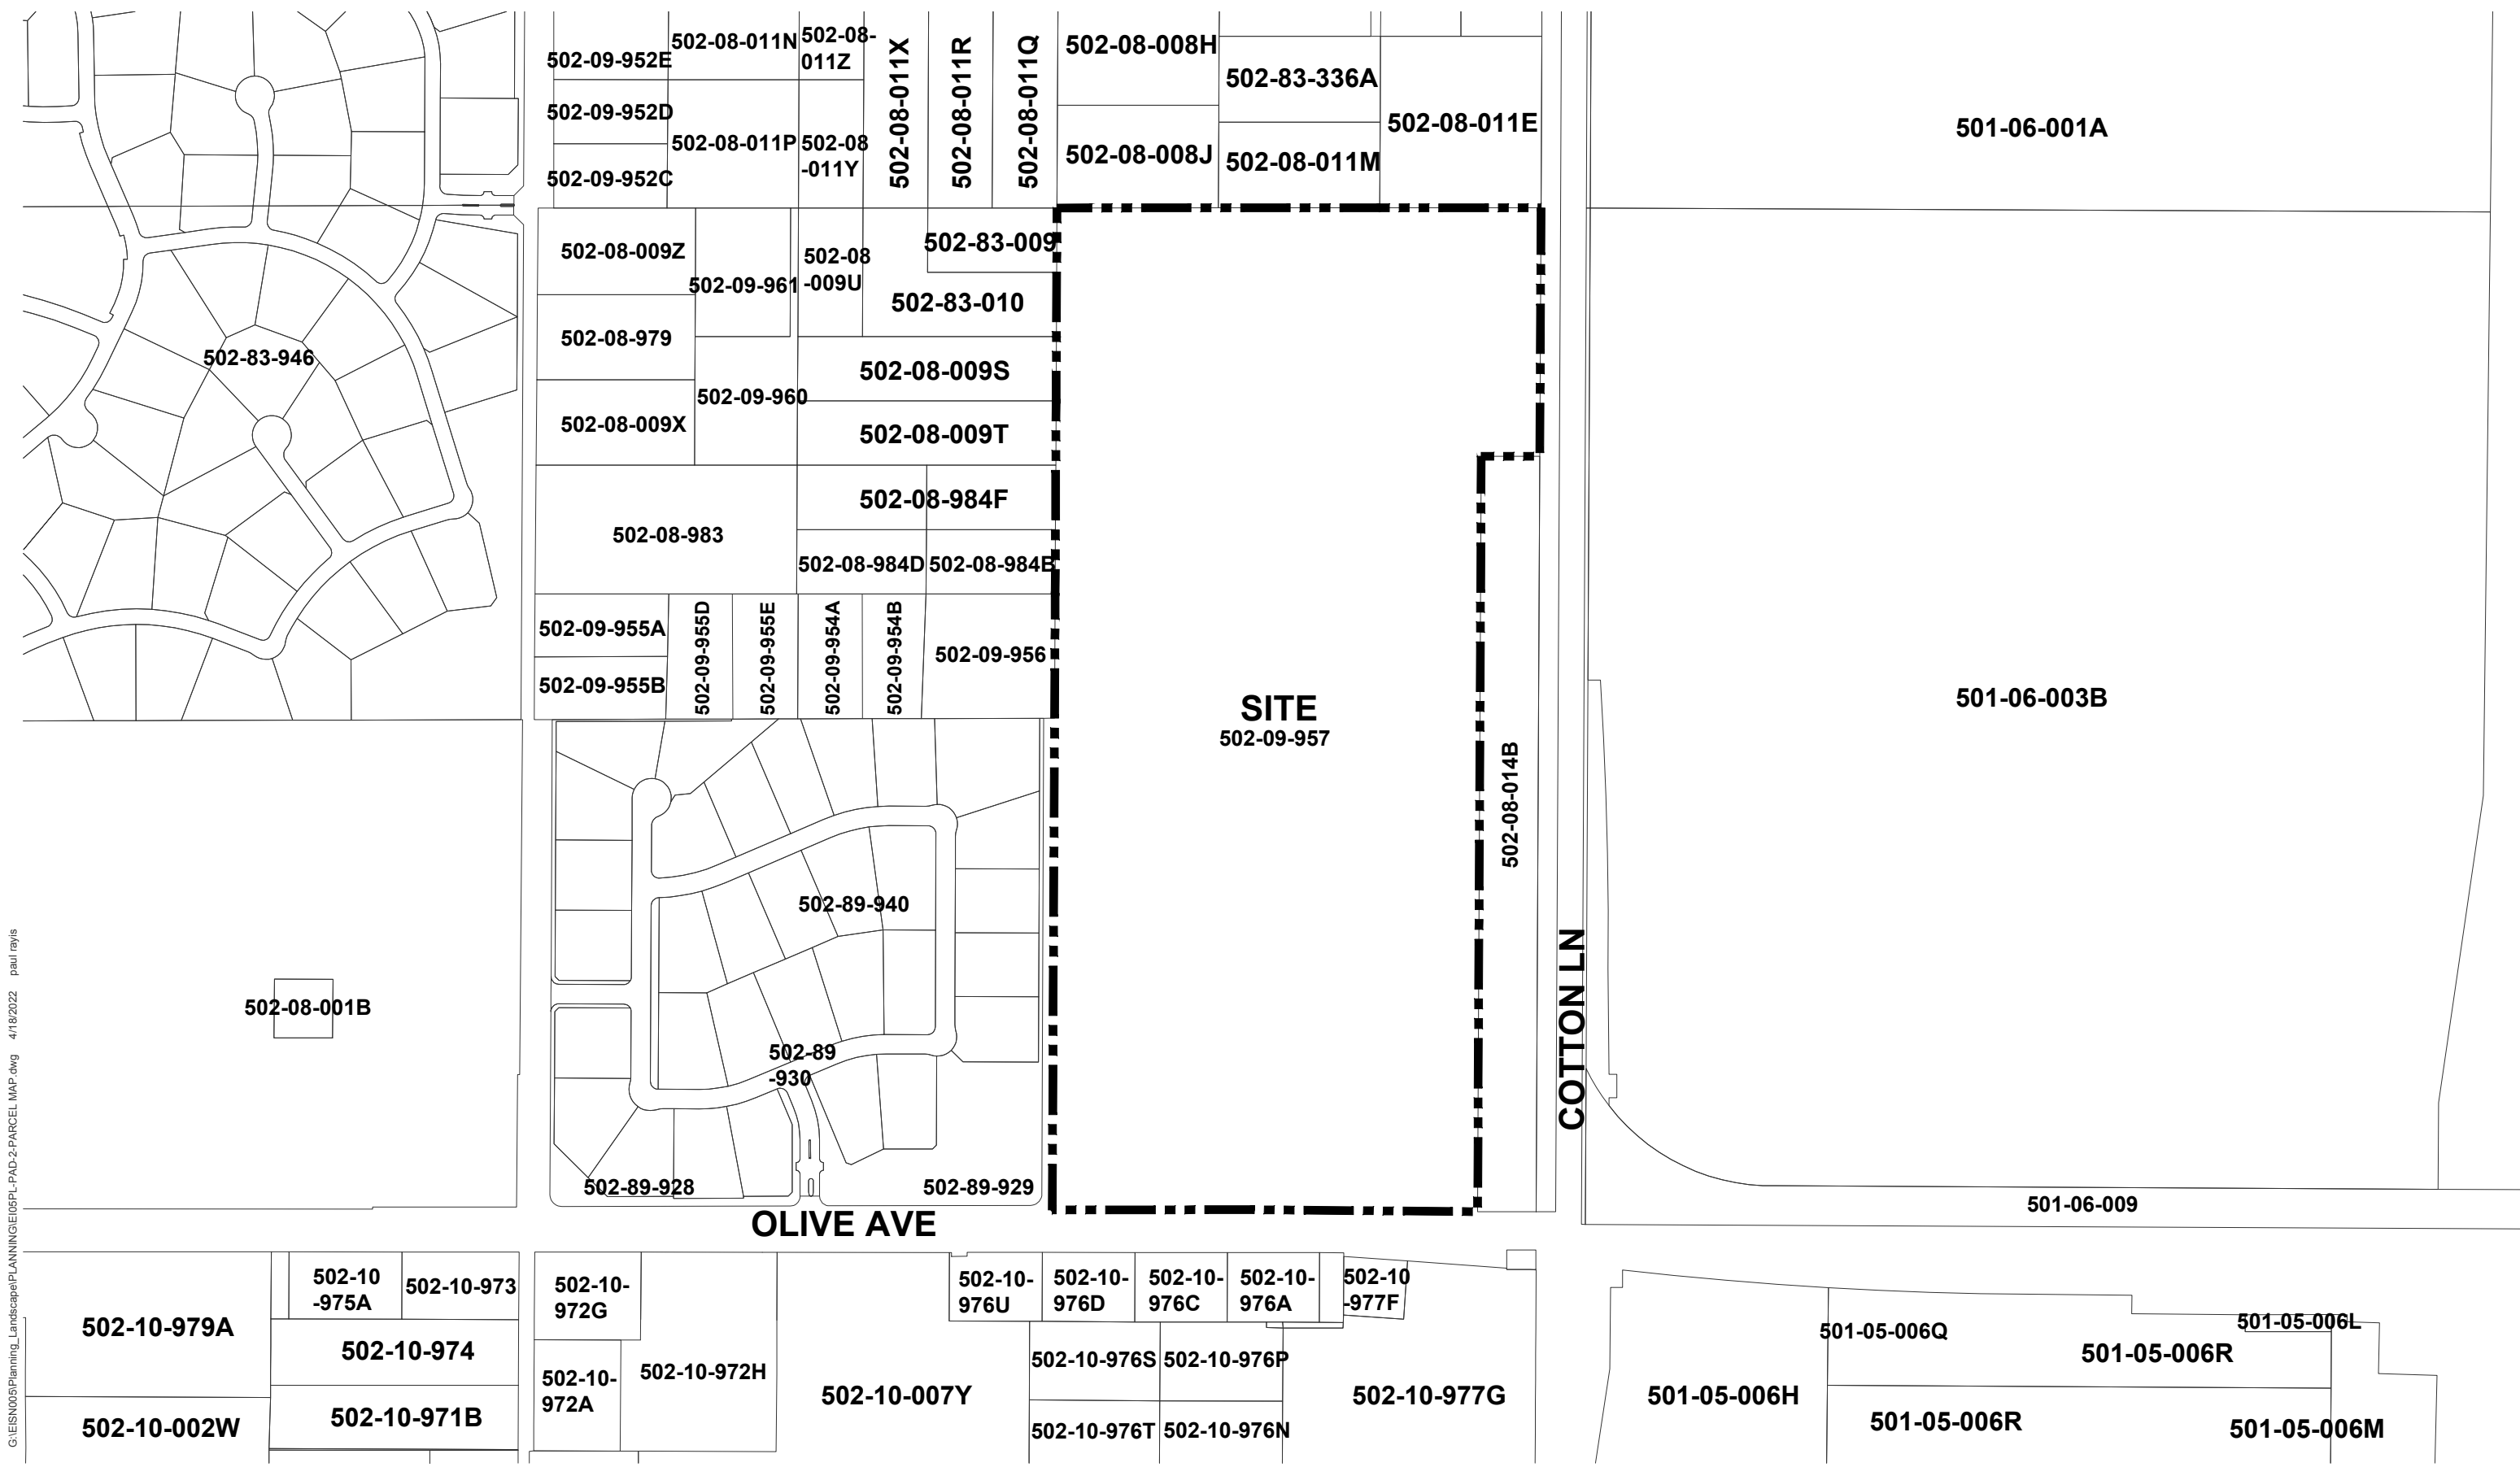 502-08-011N
502-08-
011Z
502-08-011X
502-08-011R
502-08-011Q
502-08-008H
502-09-952E
502-83-336A
502-09-952D
502-08-011E
501-06-001A
502-08-011P
502-08
-011Y
502-08-008J
502-08-011M
502-09-952C
502-08-009Z
502-09-961
502-08
-009U
502-83-009
502-83-010
502-08-979
502-83-946
502-08-009S
502-09-960
502-08-009X
502-08-009T
502-08-984F
502-08-983
502-08-984D
502-08-984E
502-09-955A
502-09-955B
502-09-955D
502-09-955E
502-09-954A
502-09-954B
502-09-956
SITE
502-09-957
501-06-003B
502-08-014B
502-89-940
COTTON LN
502-08-001B
502-89
-930
502-89-928
502-89-929
501-06-009
OLIVE AVE
502-10
-975A
502-10-973
502-10-
972G
502-10-
976U
502-10-
976D
502-10-
976C
502-10-
976A
502-10
-977F
502-10-979A
502-10-974
502-10-
972A
502-10-972H
502-10-007Y
502-10-976S
502-10-976P
502-10-977G
501-05-006H
501-05-006Q
501-05-006R
501-05-006L
502-10-002W
502-10-971B
502-10-976T
502-10-976N
501-05-006R
501-05-006M
G:\EISN005\Planning_Landscape\PLANNING\EI05PL-PAD-2-PARCEL MAP.dwg 4/18/2022 paul rayis